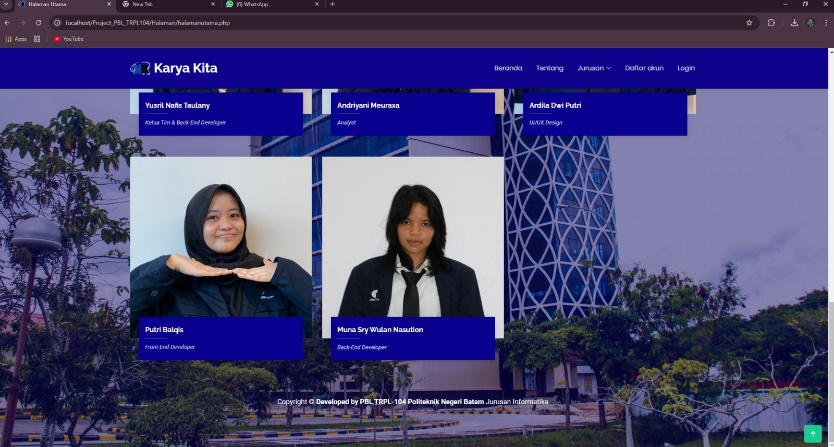 Halaman Utama
New Tab
(6) WhatsApp
localhost/Project_PBL_TRPL104/Halaman/halamanutama.php
Apps
YouTube
Karya Kita
Beranda
Tentang
Jurusan
Daftar akun
Login
Yusril Nafis Taulany
Ketua Tim & Back-End Developer
Andriyani Meuraxa
Analyst
Ardila Dwi Putri
UI/UX Design
Putri Balqis
Front-End Developer
Muna Sry Wulan Nasution
Back-End Developer
Copyright © Developed by PBL TRPL-104 Politeknik Negeri Batam Jurusan Informatika